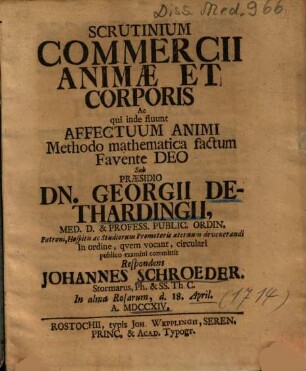 Diss. Med. 966.
SCRUTINIUM
COMMERCII
ANIMÆ ET
CORPORIS
Ac
qui inde fluunt
AFFECTUUM ANIMI
Methodo mathematica factum
Favente DEO
Sub
PRÆSIDIO
DN. GEORGII DE-
THARDINGII,
MED. D. & PROFESS. PUBLIC. ORDIN.
Patroni, Hospitis ac Studiorum Promotoris æternum devenerandi
In ordine, qvem vocant, circulari
publico examini committit
Respondens
JOHANNES SCHROEDER.
Stormarus, Ph. & SS. Th C.
In alma Rosarum, d. 18. April.
A. MDCCXIV.
(1714)
ROSTOCHII, typis JOH. WEPPLINGII, SEREN.
PRINC. & ACAD. Typogr.